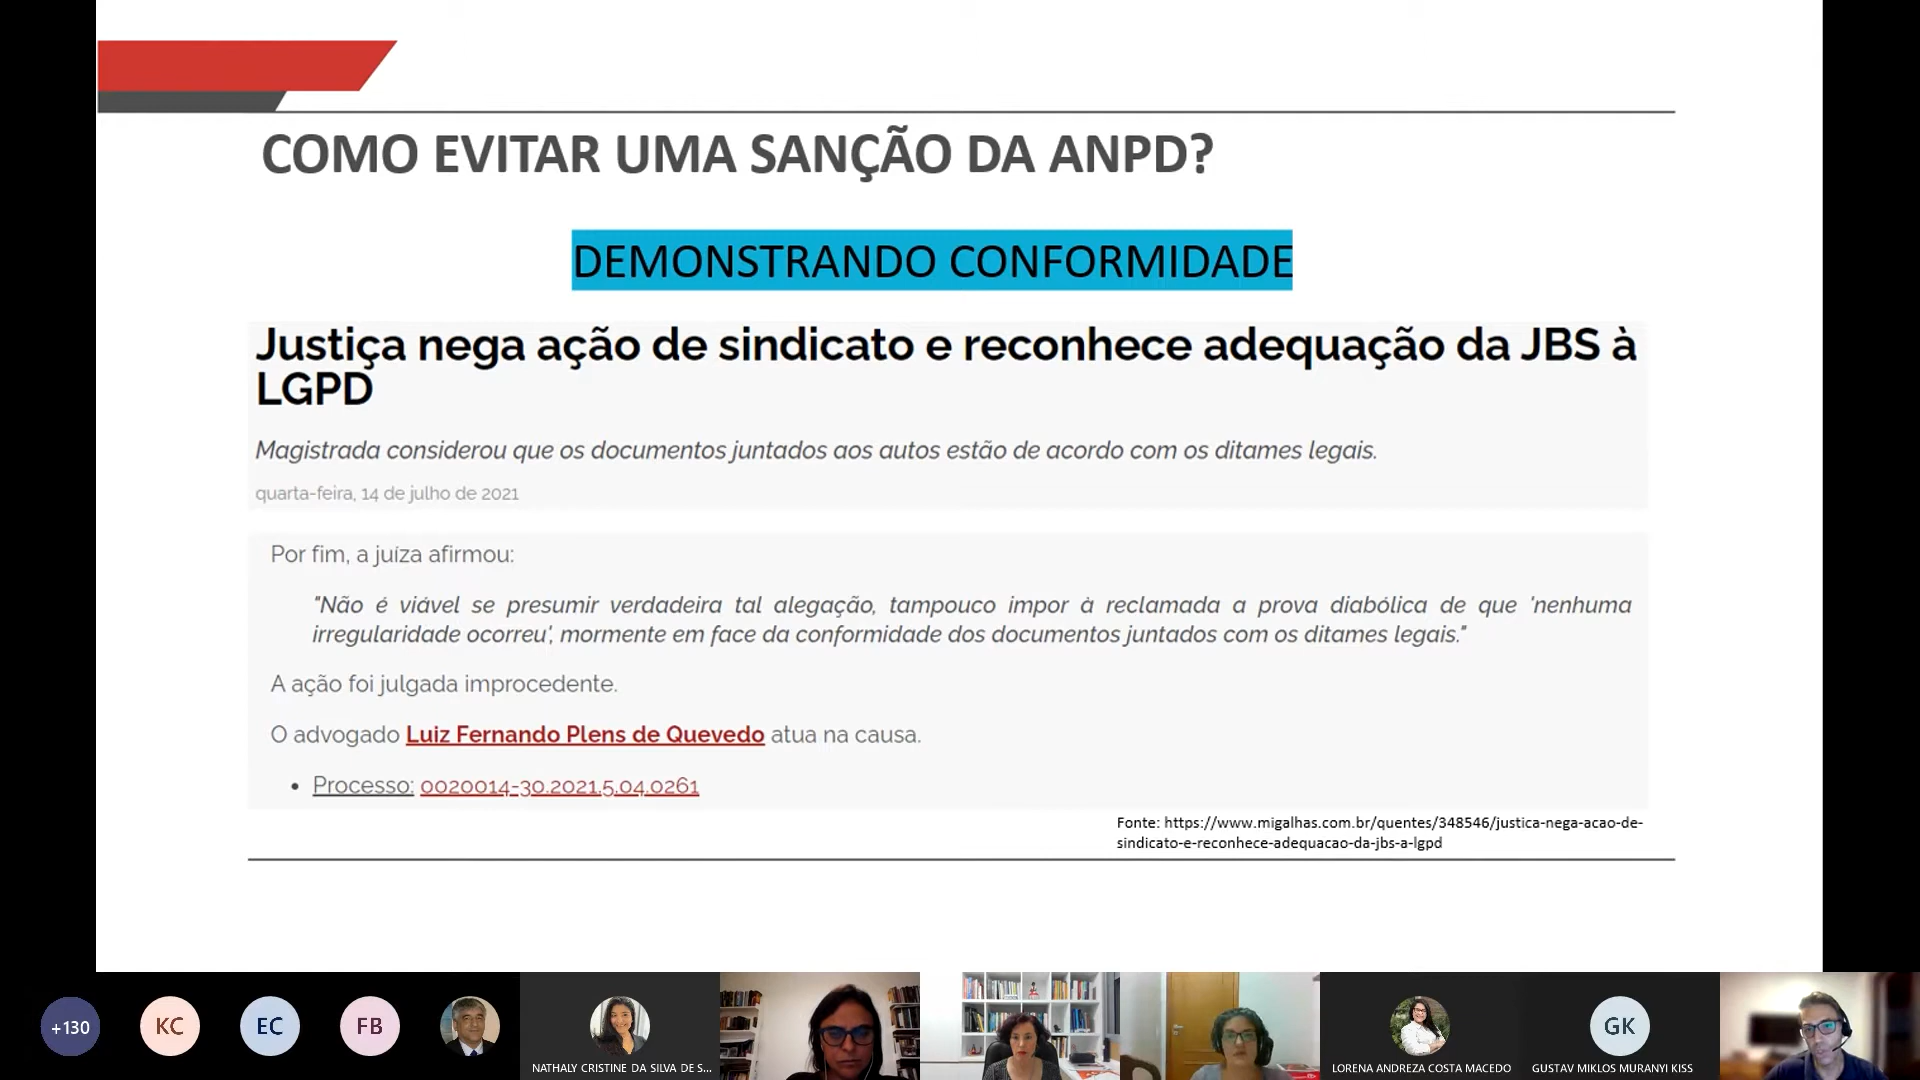 COMO EVITAR UMA SANÇÃO DA ANPD?
DEMONSTRANDO CONFORMIDADE
Justiça nega ação de sindicato e reconhece adequação da JBS à
LGPD
Magistrada considerou que os documentos juntados aos autos estão de acordo com os ditames legais.
quarta-feira, 14 de julho de 2021
Por fim, a juíza afirmou:
"Não é viável se presumir verdadeira tal alegação, tampouco impor à reclamada a prova diabólica de que 'nenhuma
irregularidade ocorreu', mormente em face da conformidade dos documentos juntados com os ditames legais."
A ação foi julgada improcedente.
O advogado Luiz Fernando Plens de Quevedo atua na causa.
• Processo: 0020014-30.2021.5.04.0261
Fonte: https://www.migalhas.com.br/quentes/348546/justica-nega-acao-de-
sindicato-e-reconhece-adequacao-da-jbs-a-lgpd
+130
KC
EC
FB
GK
NATHALY CRISTINE DA SILVA DE S...
LORENA ANDREZA COSTA MACEDO
GUSTAV MIKLOS MURANYI KISS